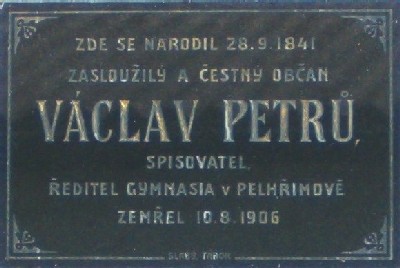 ZDE SE NARODIL 28.9.1841
ZASLOUŽILÝ A ČESTNÝ OBČAN
VÁCLAV PETRŮ,
SPISOVATEL,
ŘEDITEL GYMNASIA V PELHŘIMOVĚ
ZEMŘEL 10.8.1906
TÁBOR